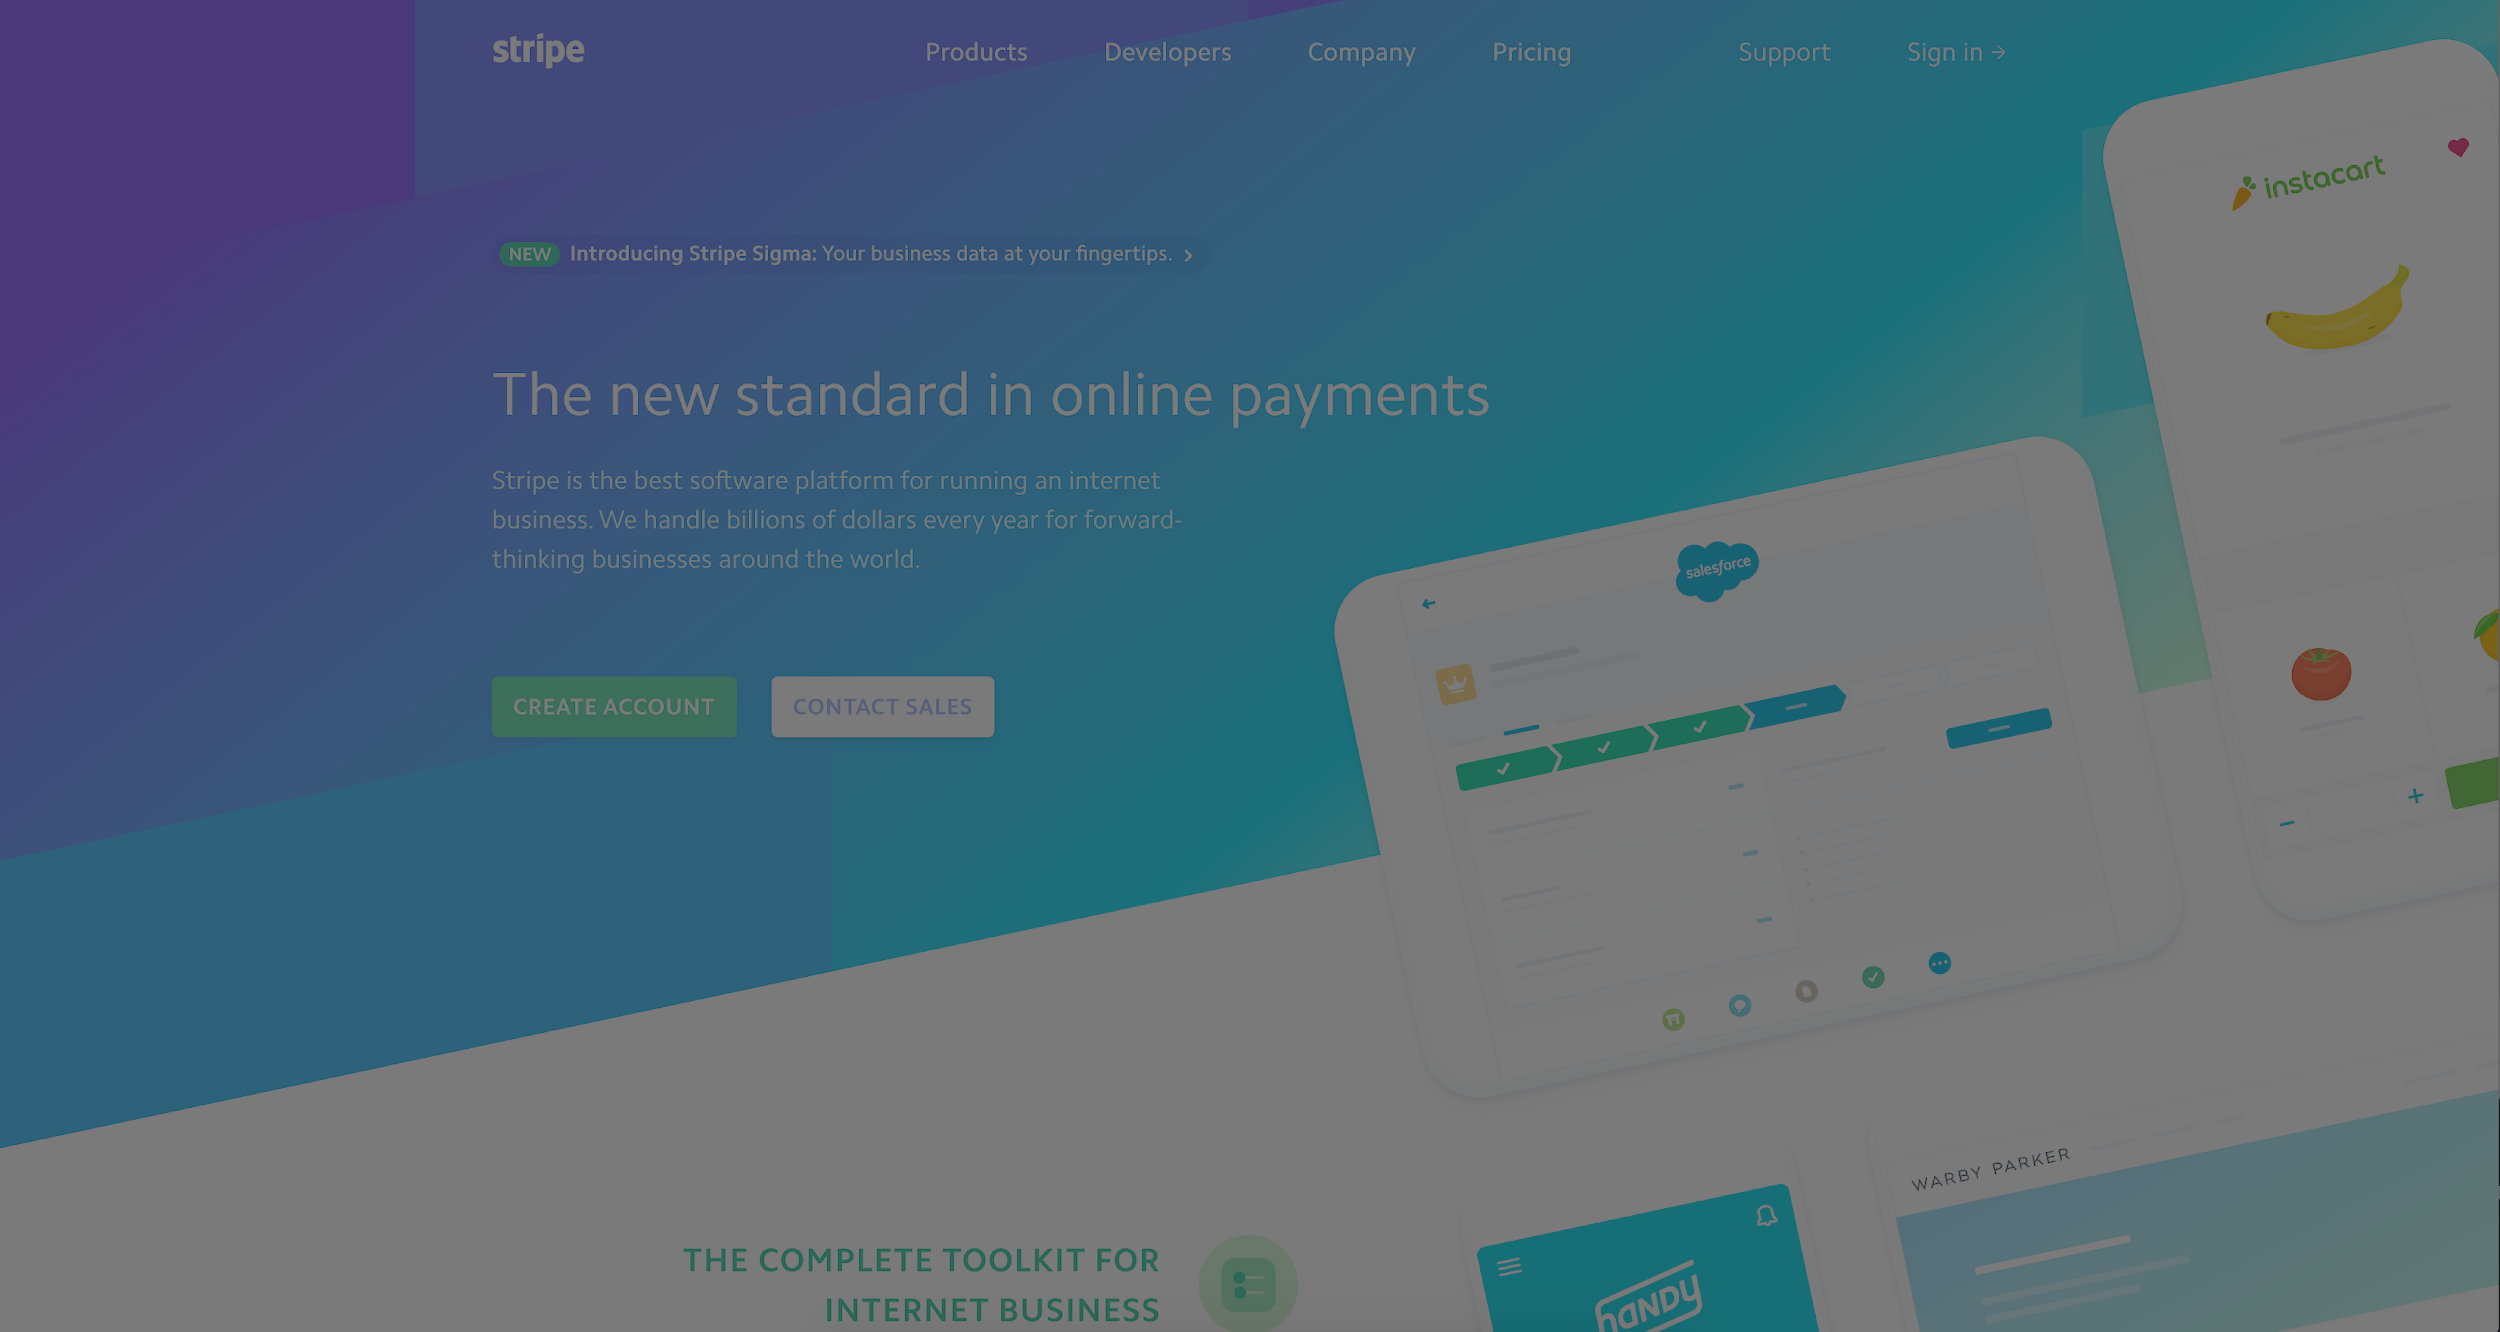 stripe
Products Developers Company Pricing Support Sign in →
NEW Introducing Stripe Sigma: Your business data at your fingertips. ›
The new standard in online payments
Stripe is the best software platform for running an internet
business. We handle billions of dollars every year for forward-
thinking businesses around the world.
CREATE ACCOUNT CONTACT SALES
instacart
salesforce
WARBY PARKER
THE COMPLETE TOOLKIT FOR
INTERNET BUSINESS
HANDY